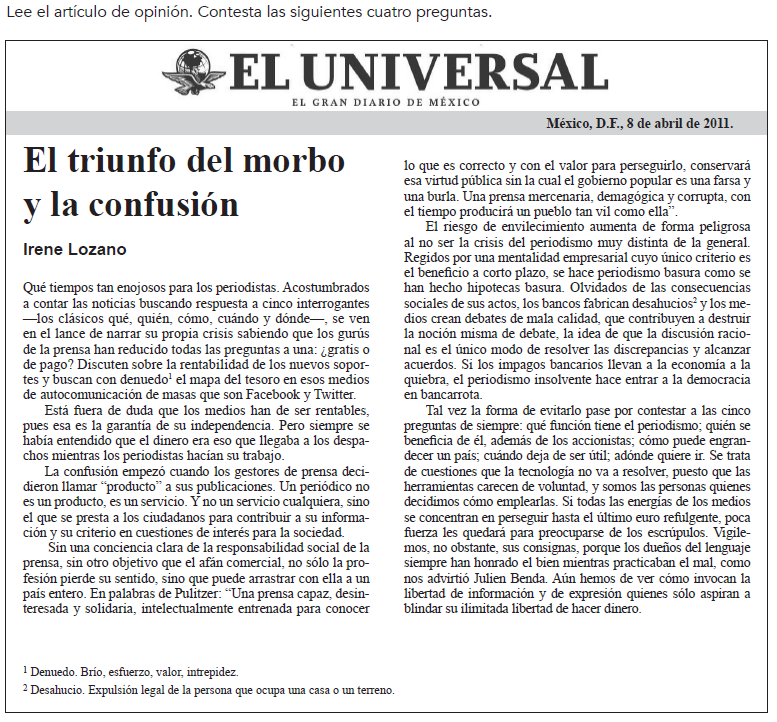 Lee el artículo de opinión. Contesta las siguientes cuatro preguntas.
EL UNIVERSAL
EL GRAN DIARIO DE MÉXICO
México, D.F., 8 de abril de 2011.
El triunfo del morbo
y la confusión
Irene Lozano
Qué tiempos tan enojosos para los periodistas. Acostumbrados
a contar las noticias buscando respuesta a cinco interrogantes
—los clásicos qué, quién, cómo, cuándo y dónde—, se ven
en el lance de narrar su propia crisis sabiendo que los gurús
de la prensa han reducido todas las preguntas a una: ¿gratis o
de pago? Discuten sobre la rentabilidad de los nuevos sopor-
tes y buscan con denuedo¹ el mapa del tesoro en esos medios
de autocomunicación de masas que son Facebook y Twitter.
Está fuera de duda que los medios han de ser rentables,
pues esa es la garantía de su independencia. Pero siempre se
había entendido que el dinero era eso que llegaba a los despa-
chos mientras los periodistas hacían su trabajo.
La confusión empezó cuando los gestores de prensa deci-
dieron llamar “producto” a sus publicaciones. Un periódico no
es un producto, es un servicio. Y no un servicio cualquiera, sino
el que se presta a los ciudadanos para contribuir a su informa-
ción y su criterio en cuestiones de interés para la sociedad.
Sin una conciencia clara de la responsabilidad social de la
prensa, sin otro objetivo que el afán comercial, no sólo la pro-
fesión pierde su sentido, sino que puede arrastrar con ella a un
país entero. En palabras de Pulitzer: “Una prensa capaz, desin-
teresada y solidaria, intelectualmente entrenada para conocer
lo que es correcto y con el valor para perseguirlo, conservará
esa virtud pública sin la cual el gobierno popular es una farsa y
una burla. Una prensa mercenaria, demagógica y corrupta, con
el tiempo producirá un pueblo tan vil como ella”.
El riesgo de envilecimiento aumenta de forma peligrosa
al no ser la crisis del periodismo muy distinta de la general.
Regidos por una mentalidad empresarial cuyo único criterio es
el beneficio a corto plazo, se hace periodismo basura como se
han hecho hipotecas basura. Olvidados de las consecuencias
sociales de sus actos, los bancos fabrican desahucios² y los me-
dios crean debates de mala calidad, que contribuyen a destruir
la noción misma de debate, la idea de que la discusión racio-
nal es el único modo de resolver las discrepancias y alcanzar
acuerdos. Si los impagos bancarios llevan a la economía a la
quiebra, el periodismo insolvente hace entrar a la democracia
en bancarrota.
Tal vez la forma de evitarlo pase por contestar a las cinco
preguntas de siempre: qué función tiene el periodismo; quién se
beneficia de él, además de los accionistas; cómo puede engran-
decer un país; cuándo deja de ser útil; adónde quiere ir. Se trata
de cuestiones que la tecnología no va a resolver, puesto que las
herramientas carecen de voluntad, y somos las personas quienes
decidimos cómo emplearlas. Si todas las energías de los medios
se concentran en perseguir hasta el último euro refulgente, poca
fuerza les quedará para preocuparse de los escrúpulos. Vigile-
mos, no obstante, sus consignas, porque los dueños del lenguaje
siempre han honrado el bien mientras practicaban el mal, como
nos advirtió Julien Benda. Aún hemos de ver cómo invocan la
libertad de información y de expresión quienes sólo aspiran a
blindar su ilimitada libertad de hacer dinero.
¹ Denuedo. Brío, esfuerzo, valor, intrepidez.
² Desahucio. Expulsión legal de la persona que ocupa una casa o un terreno.